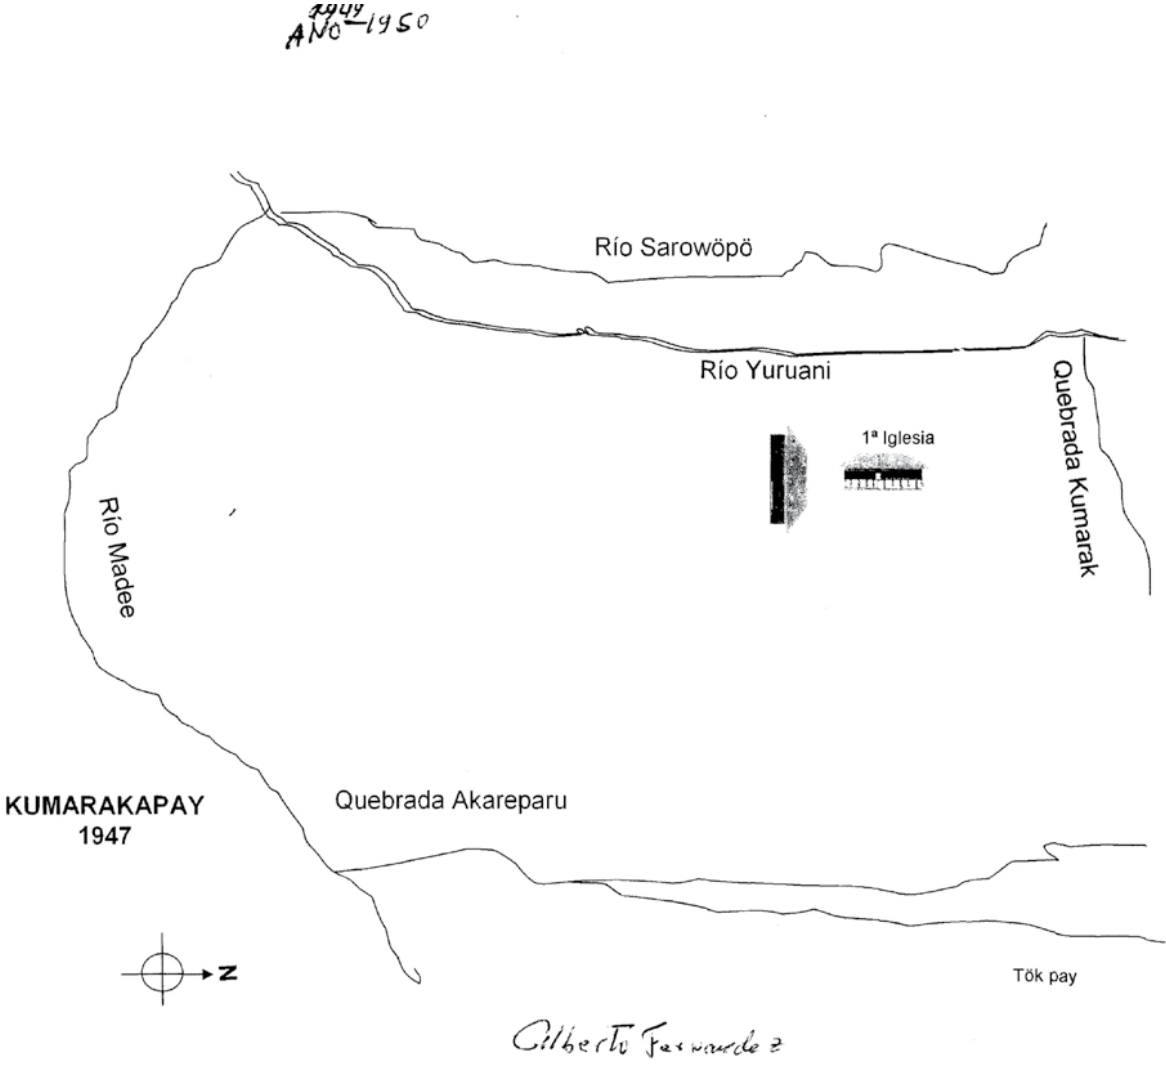 1949
AÑO-1950
Río Sarowöpö
Río Yuruani
1ª Iglesia
Quebrada Kumarak
Río Madee
KUMARAKAPAY
1947
Quebrada Akareparu
N
Tök pay
Gilberto Fernandez